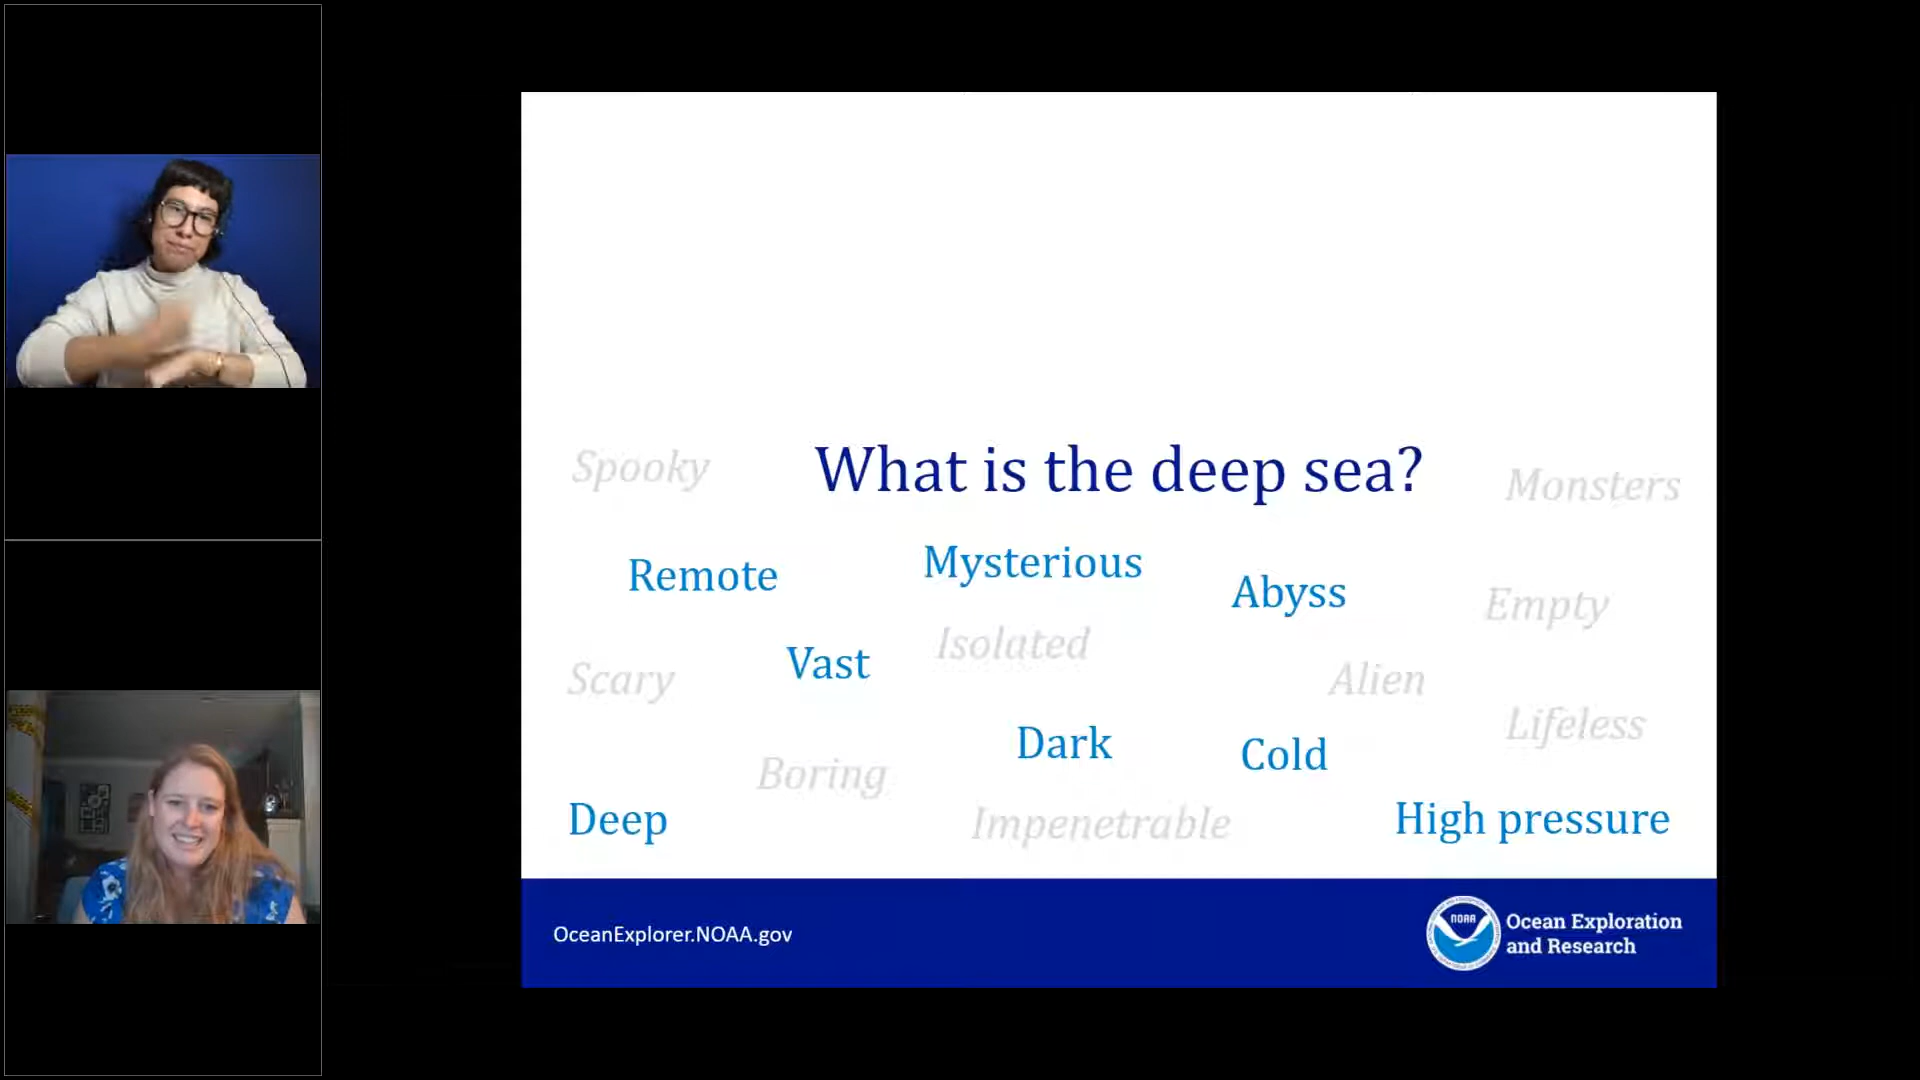 What is the deep sea?
Spooky
Monsters
Remote
Mysterious
Abyss
Empty
Isolated
Vast
Scary
Alien
Lifeless
Dark
Cold
Boring
Deep
Impenetrable
High pressure
OceanExplorer.NOAA.gov
NOAA
Ocean Exploration
and Research